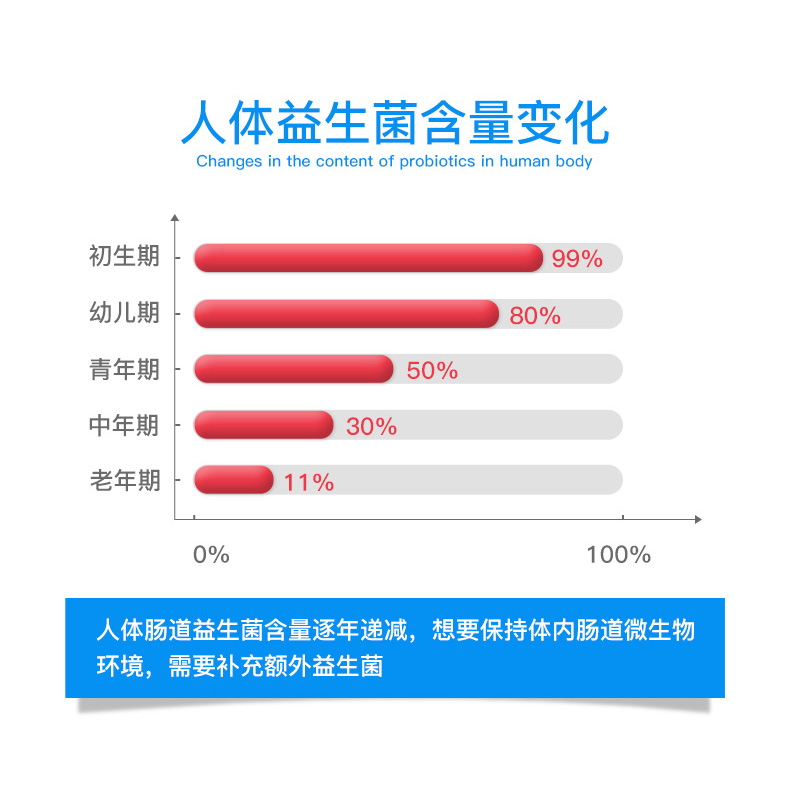 人体益生菌含量变化
Changes in the content of probiotics in human body
初生期 99%
幼儿期 80%
青年期 50%
中年期 30%
老年期 11%
0% 100%
人体肠道益生菌含量逐年递减，想要保持体内肠道微生物
环境，需要补充额外益生菌